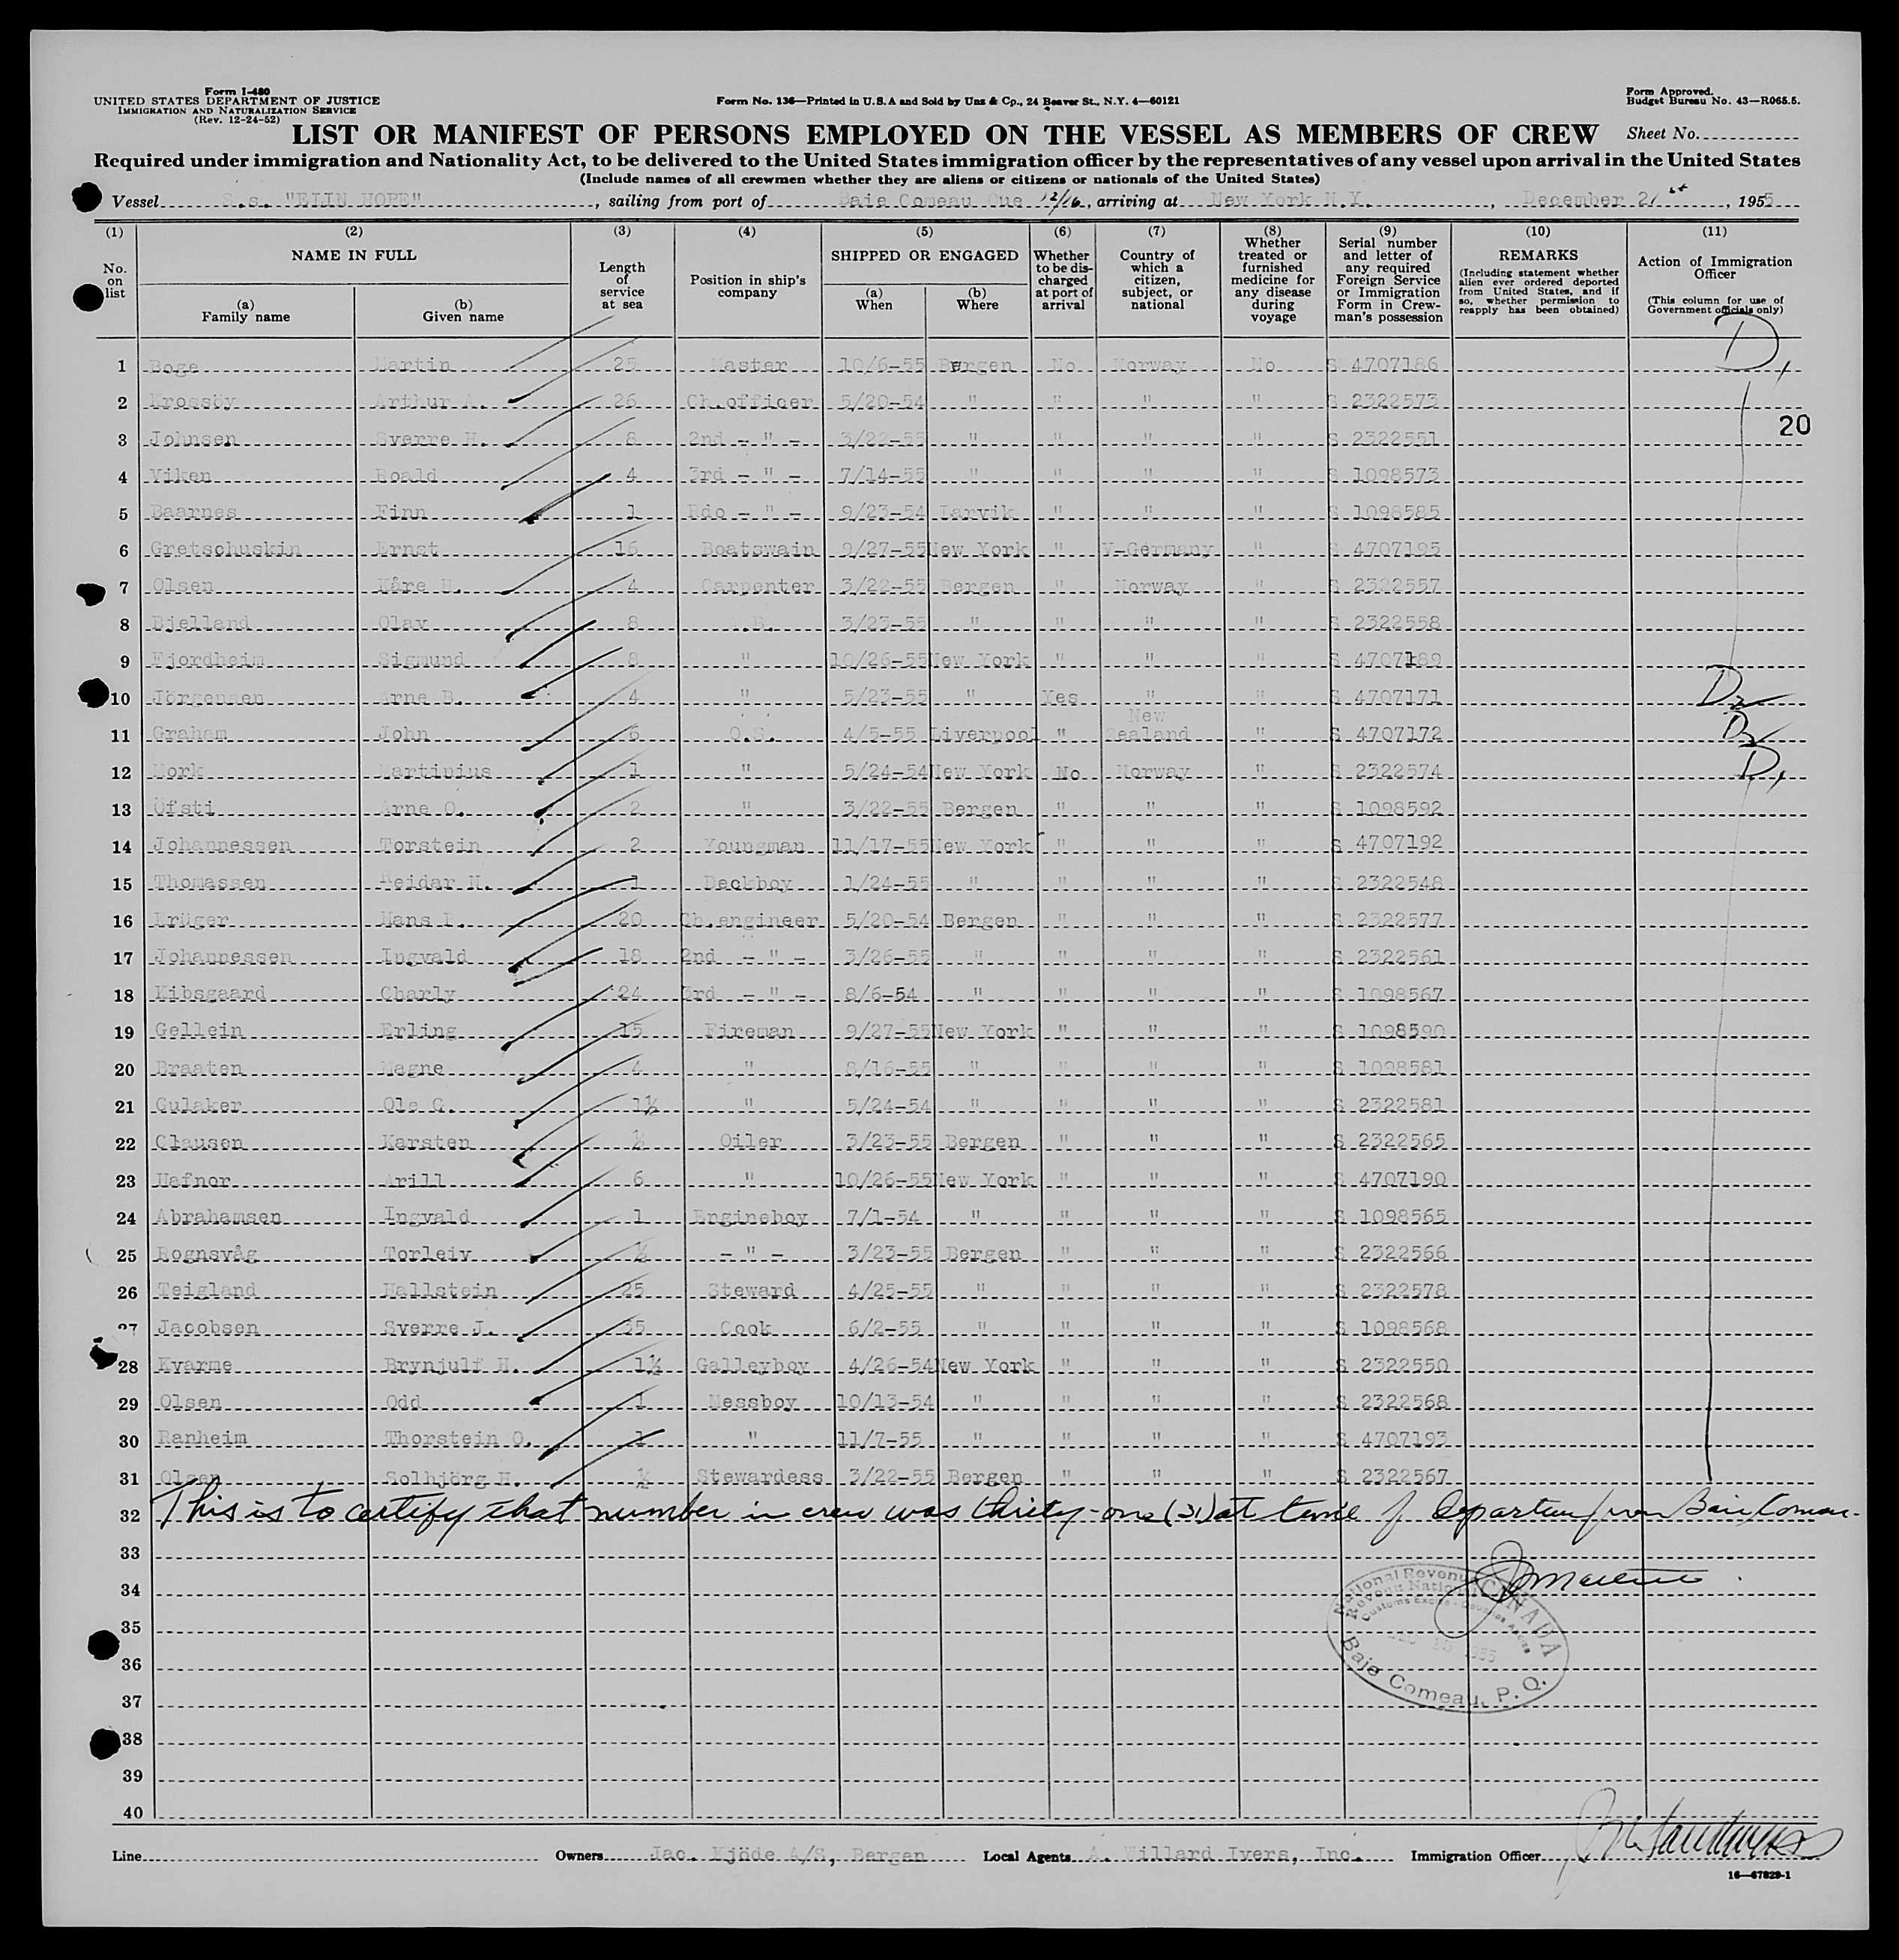 Form I-480
UNITED STATES DEPARTMENT OF JUSTICE
IMMIGRATION AND NATURALIZATION SERVICE
(Rev. 12-24-52)
Form No. 136—Printed in U.S.A and Sold by Unz & Co., 24 Beaver St., N.Y. 4—60121
Form Approved.
Budget Bureau No. 43—R065.5.
LIST OR MANIFEST OF PERSONS EMPLOYED ON THE VESSEL AS MEMBERS OF CREW Sheet No.
Required under immigration and Nationality Act, to be delivered to the United States immigration officer by the representatives of any vessel upon arrival in the United States
(Include names of all crewmen whether they are aliens or citizens or nationals of the United States)
Vessel S.s. "ELIN HOPE", sailing from port of Baie Comeau Que 12/16, arriving at New York N.Y., December 21st, 1955
(1) No. on list
(2) NAME IN FULL (a) Family name (b) Given name
(3) Length of service at sea
(4) Position in ship's company
(5) SHIPPED OR ENGAGED (a) When (b) Where
(6) Whether to be discharged at port of arrival
(7) Country of which a citizen, subject, or national
(8) Whether treated or furnished medicine for any disease during voyage
(9) Serial number and letter of any required Foreign Service or Immigration Form in Crewman's possession
(10) REMARKS (Including statement whether alien ever ordered deported from United States, and if so, whether permission to reapply has been obtained)
(11) Action of Immigration Officer (This column for use of Government officials only)
1 Boge Martin 25 Master 10/6-55 Bergen No Norway No S 4707186 D1
2 Krossöy Arthur A. 26 Ch.officer 5/20-54 " " " " S 2322573
20
3 Johnsen Sverre H. 8 2nd - " - 3/22-55 " " " " S 2322551
4 Viken Roald 4 3rd - " - 7/14-55 " " " " S 1098573
5 Baarnes Finn 1 Rdo - " - 9/23-54 Larvik " " " S 1098585
6 Gretschuskin Ernst 16 Boatswain 9/27-55 New York " W-Germany " S 4707195
7 Olsen Kåre H. 4 Carpenter 3/22-55 Bergen " Norway " S 2322557
8 Bjelland Olav 8 A.B. 3/23-55 " " " " S 2322558
9 Fjordheim Sigmund 8 " 10/26-55 New York " " " S 4707189
10 Jörgensen Arne B. 4 " 5/23-55 " Yes " " S 4707171 D2
11 Graham John 6 O.S. 4/5-55 Liverpool " New Zealand " S 4707172 D2
12 Mork Martinius 1 " 5/24-54 New York No Norway " S 2322574 D1
13 Öfsti Arne O. 2 " 3/22-55 Bergen " " " S 1098592
14 Johannessen Torstein 2 Youngman 11/17-55 New York " " " S 4707192
15 Thomassen Reidar N. 1 Deckboy 1/24-55 " " " " S 2322548
16 Krüger Hans 20 Ch.engineer 5/20-54 Bergen " " " S 2322577
17 Johannessen Ingvald 18 2nd - " - 3/26-55 " " " " S 2322561
18 Kibsgaard Charly 24 3rd - " - 8/6-54 " " " " S 1098567
19 Gellein Erling 15 Fireman 9/27-55 New York " " " S 1098590
20 Braaten Magne 4 " 8/16-55 " " " " S 1098581
21 Gulaker Ole G. 1½ " 5/24-54 " " " " S 2322581
22 Clausen Karsten ½ Oiler 3/23-55 Bergen " " " S 2322565
23 Hafnor Arill 6 " 10/26-55 New York " " " S 4707190
24 Abrahamsen Ingvald 1 Engineboy 7/1-54 " " " " S 1098565
25 Rognsvåg Torleiv ½ - " - 3/23-55 Bergen " " " S 2322566
26 Teigland Hallstein 25 Steward 4/25-55 " " " " S 2322578
27 Jacobsen Sverre J. 35 Cook 6/2-55 " " " " S 1098568
28 Kvarme Brynjulf H. 1½ Galleyboy 4/26-54 New York " " " S 2322550
29 Olsen Odd 1 Messboy 10/13-54 " " " " S 2322568
30 Ranheim Thorstein O. 1 " 11/7-55 " " " " S 4707193
31 Olsen Solbjörg H. ½ Stewardess 3/22-55 Bergen " " " S 2322567
32 This is to certify that number in crew was thirty-one (31) at time of departure from Baie Comeau.
33
34
35
36
37
38
39
40
National Revenue
Revenu National
CANADA
Customs Excise
DEC 15 1955
Baie Comeau, P. Q.
Line Owners Jac. Kjöde A/S, Bergen Local Agents A. Willard Ivers, Inc. Immigration Officer
16—67829-1